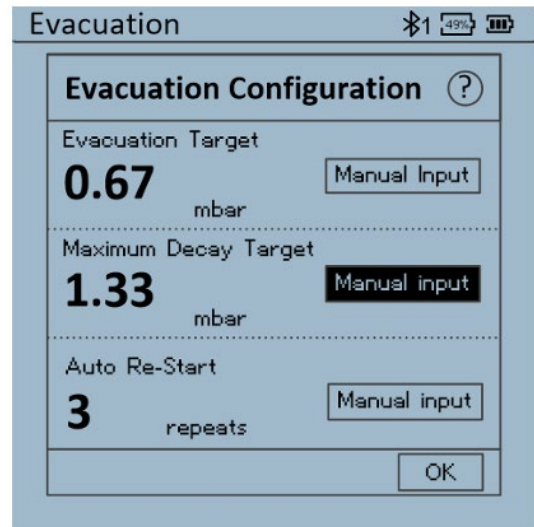 Evacuation 1 49%
Evacuation Configuration ?
Evacuation Target
0.67 Manual Input
mbar
Maximum Decay Target
1.33 Manual input
mbar
Auto Re-Start
3 Manual input
repeats
OK